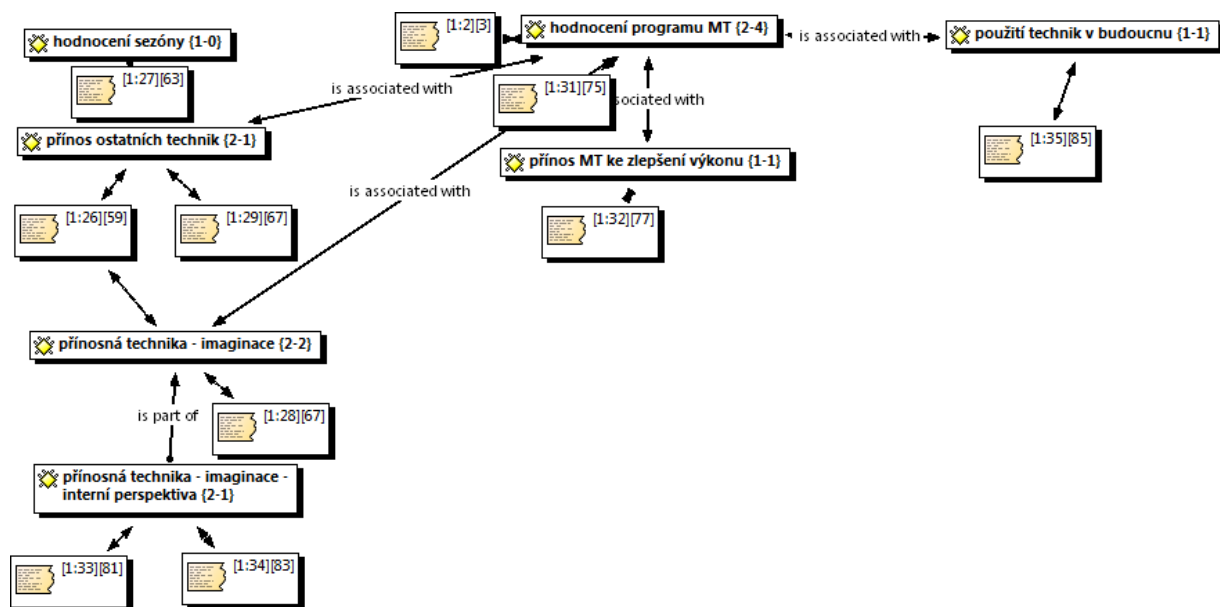 hodnocení sezóny {1-0}
[1:2][3]
hodnocení programu MT {2-4}
is associated with
použití technik v budoucnu {1-1}
[1:27][63]
is associated with
[1:31][75]
sociated with
přínos ostatních technik {2-1}
[1:35][85]
přínos MT ke zlepšení výkonu {1-1}
is associated with
[1:26][59]
[1:29][67]
[1:32][77]
přínosná technika - imaginace {2-2}
is part of
[1:28][67]
přínosná technika - imaginace -
interní perspektiva {2-1}
[1:33][81]
[1:34][83]